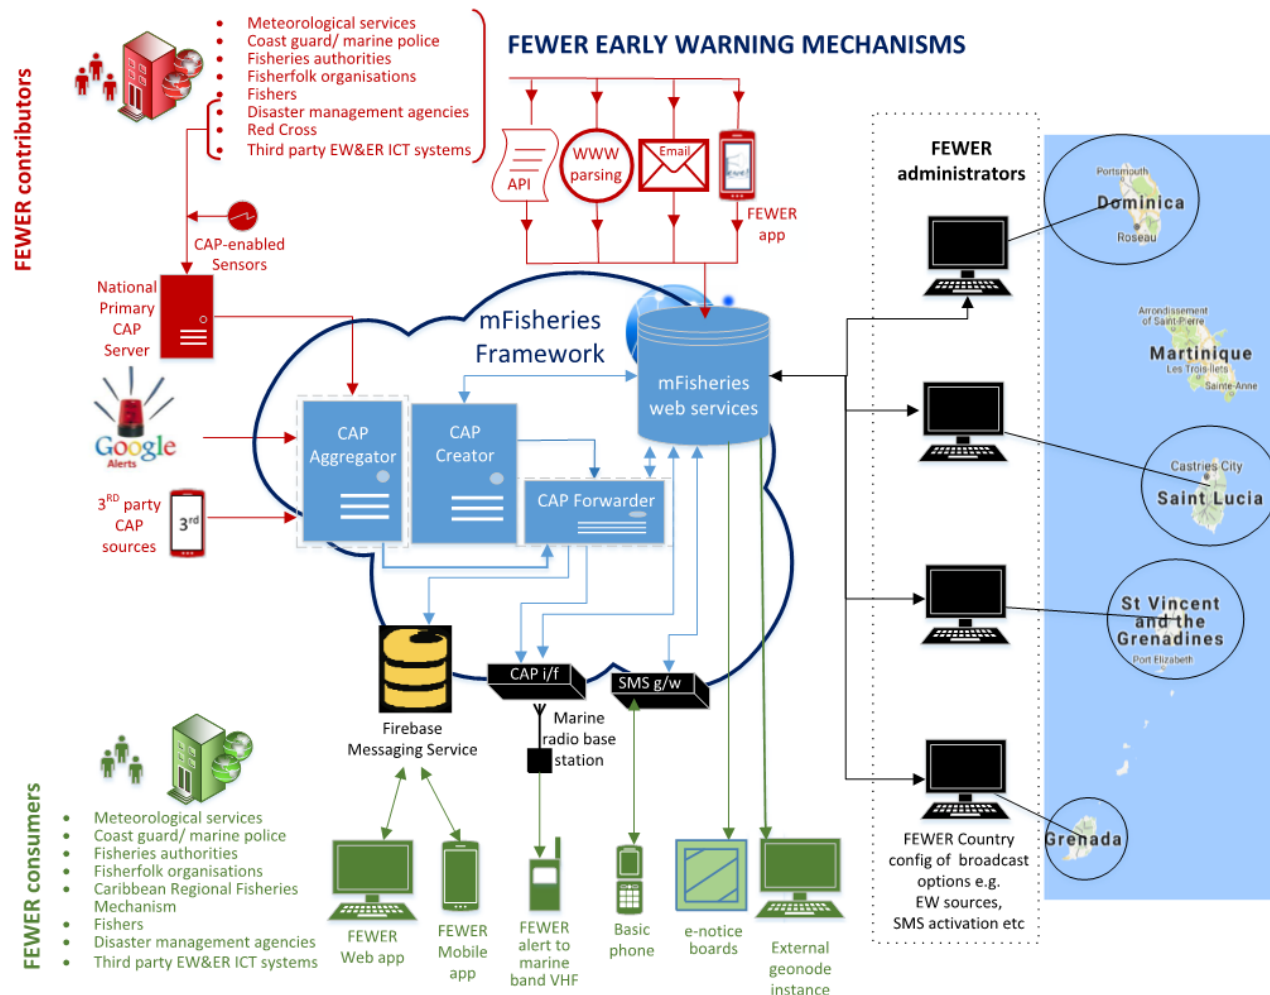 FEWER EARLY WARNING MECHANISMS
FEWER contributors
Meteorological services
Coast guard/ marine police
Fisheries authorities
Fisherfolk organisations
Fishers
Disaster management agencies
Red Cross
Third party EW&ER ICT systems
API
WWW
parsing
Email
FEWER
app
CAP-enabled
Sensors
National
Primary
CAP
Server
Google
Alerts
3RD party
CAP
sources
3rd
mFisheries
Framework
mFisheries
web services
CAP
Aggregator
CAP
Creator
CAP Forwarder
Firebase
Messaging Service
CAP i/f
SMS g/w
Marine
radio base
station
FEWER
administrators
FEWER Country
config of broadcast
options e.g.
EW sources,
SMS activation etc
Portsmouth
Dominica
Roseau
Arrondissement
of Saint-Pierre
Martinique
Les Trois-Ilets
Sainte-Anne
Castries City
Saint Lucia
St Vincent
and the
Grenadines
Port Elizabeth
Grenada
FEWER consumers
Meteorological services
Coast guard/ marine police
Fisheries authorities
Fisherfolk organisations
Caribbean Regional Fisheries
Mechanism
Fishers
Disaster management agencies
Third party EW&ER ICT systems
FEWER
Web app
FEWER
Mobile
app
FEWER
alert to
marine
band VHF
Basic
phone
e-notice
boards
External
geonode
instance